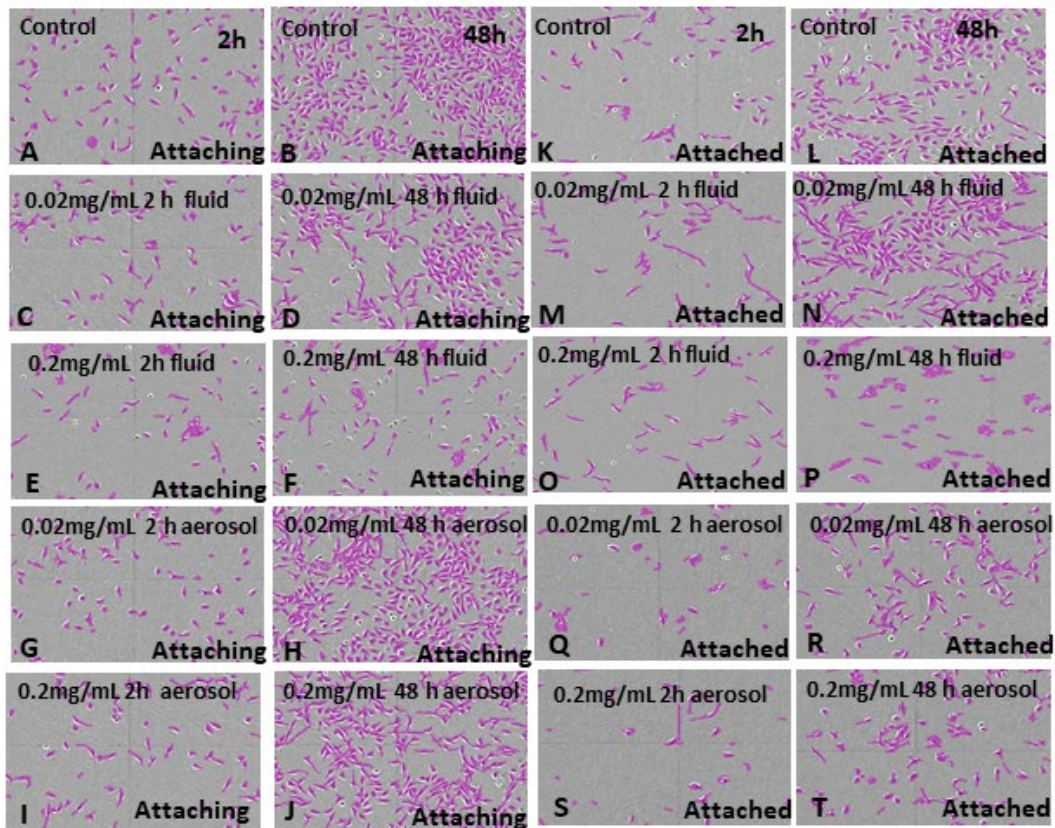 Control 2h
A Attaching
Control 48h
B Attaching
Control 2h
K Attached
Control 48h
L Attached
0.02mg/mL 2 h fluid
C Attaching
0.02mg/mL 48 h fluid
D Attaching
0.02mg/mL 2 h fluid
M Attached
0.02mg/mL 48 h fluid
N Attached
0.2mg/mL 2h fluid
E Attaching
0.2mg/mL 48 h fluid
F Attaching
0.2mg/mL 2 h fluid
O Attached
0.2mg/mL 48 h fluid
P Attached
0.02mg/mL 2 h aerosol
G Attaching
0.02mg/mL 48 h aerosol
H Attaching
0.02mg/mL 2 h aerosol
Q Attached
0.02mg/mL 48 h aerosol
R Attached
0.2mg/mL 2h aerosol
I Attaching
0.2mg/mL 48 h aerosol
J Attaching
0.2mg/mL 2h aerosol
S Attached
0.2mg/mL 48 h aerosol
T Attached